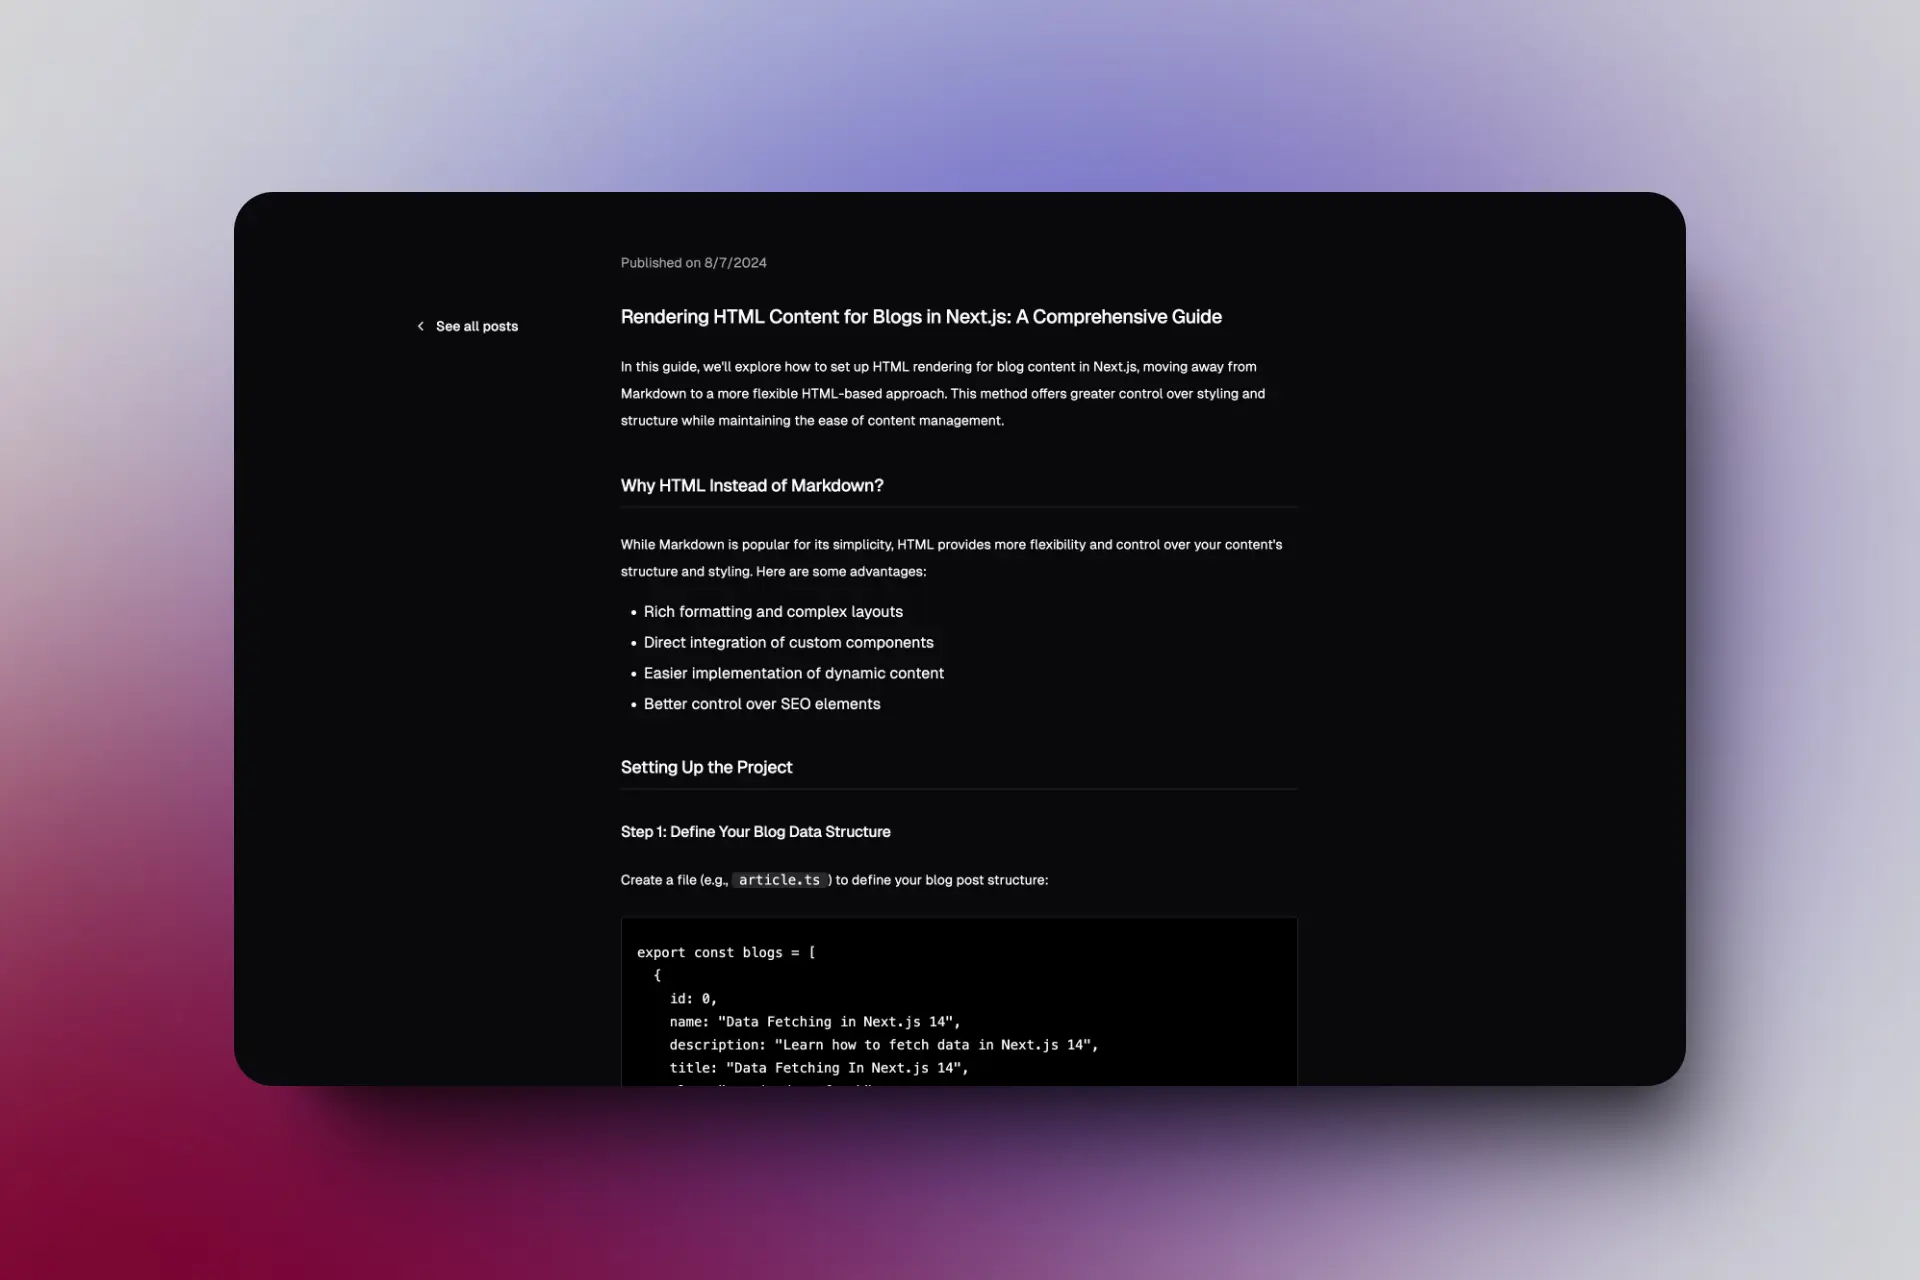 Published on 8/7/2024
See all posts
Rendering HTML Content for Blogs in Next.js: A Comprehensive Guide
In this guide, we'll explore how to set up HTML rendering for blog content in Next.js, moving away from
Markdown to a more flexible HTML-based approach. This method offers greater control over styling and
structure while maintaining the ease of content management.
Why HTML Instead of Markdown?
While Markdown is popular for its simplicity, HTML provides more flexibility and control over your content's
structure and styling. Here are some advantages:
• Rich formatting and complex layouts
• Direct integration of custom components
• Easier implementation of dynamic content
• Better control over SEO elements
Setting Up the Project
Step 1: Define Your Blog Data Structure
Create a file (e.g., article.ts ) to define your blog post structure:
export const blogs = [
  {
    id: 0,
    name: "Data Fetching in Next.js 14",
    description: "Learn how to fetch data in Next.js 14",
    title: "Data Fetching In Next.js 14",